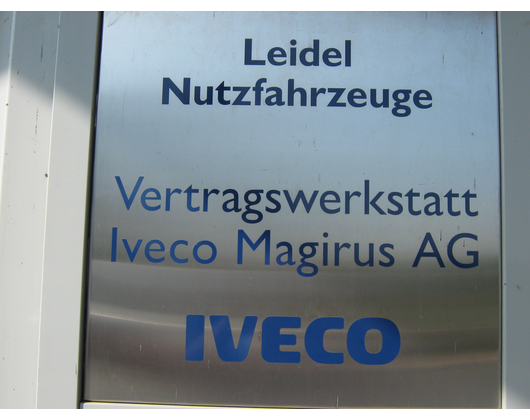 Leidel
Nutzfahrzeuge
Vertragswerkstatt
Iveco Magirus AG
IVECO